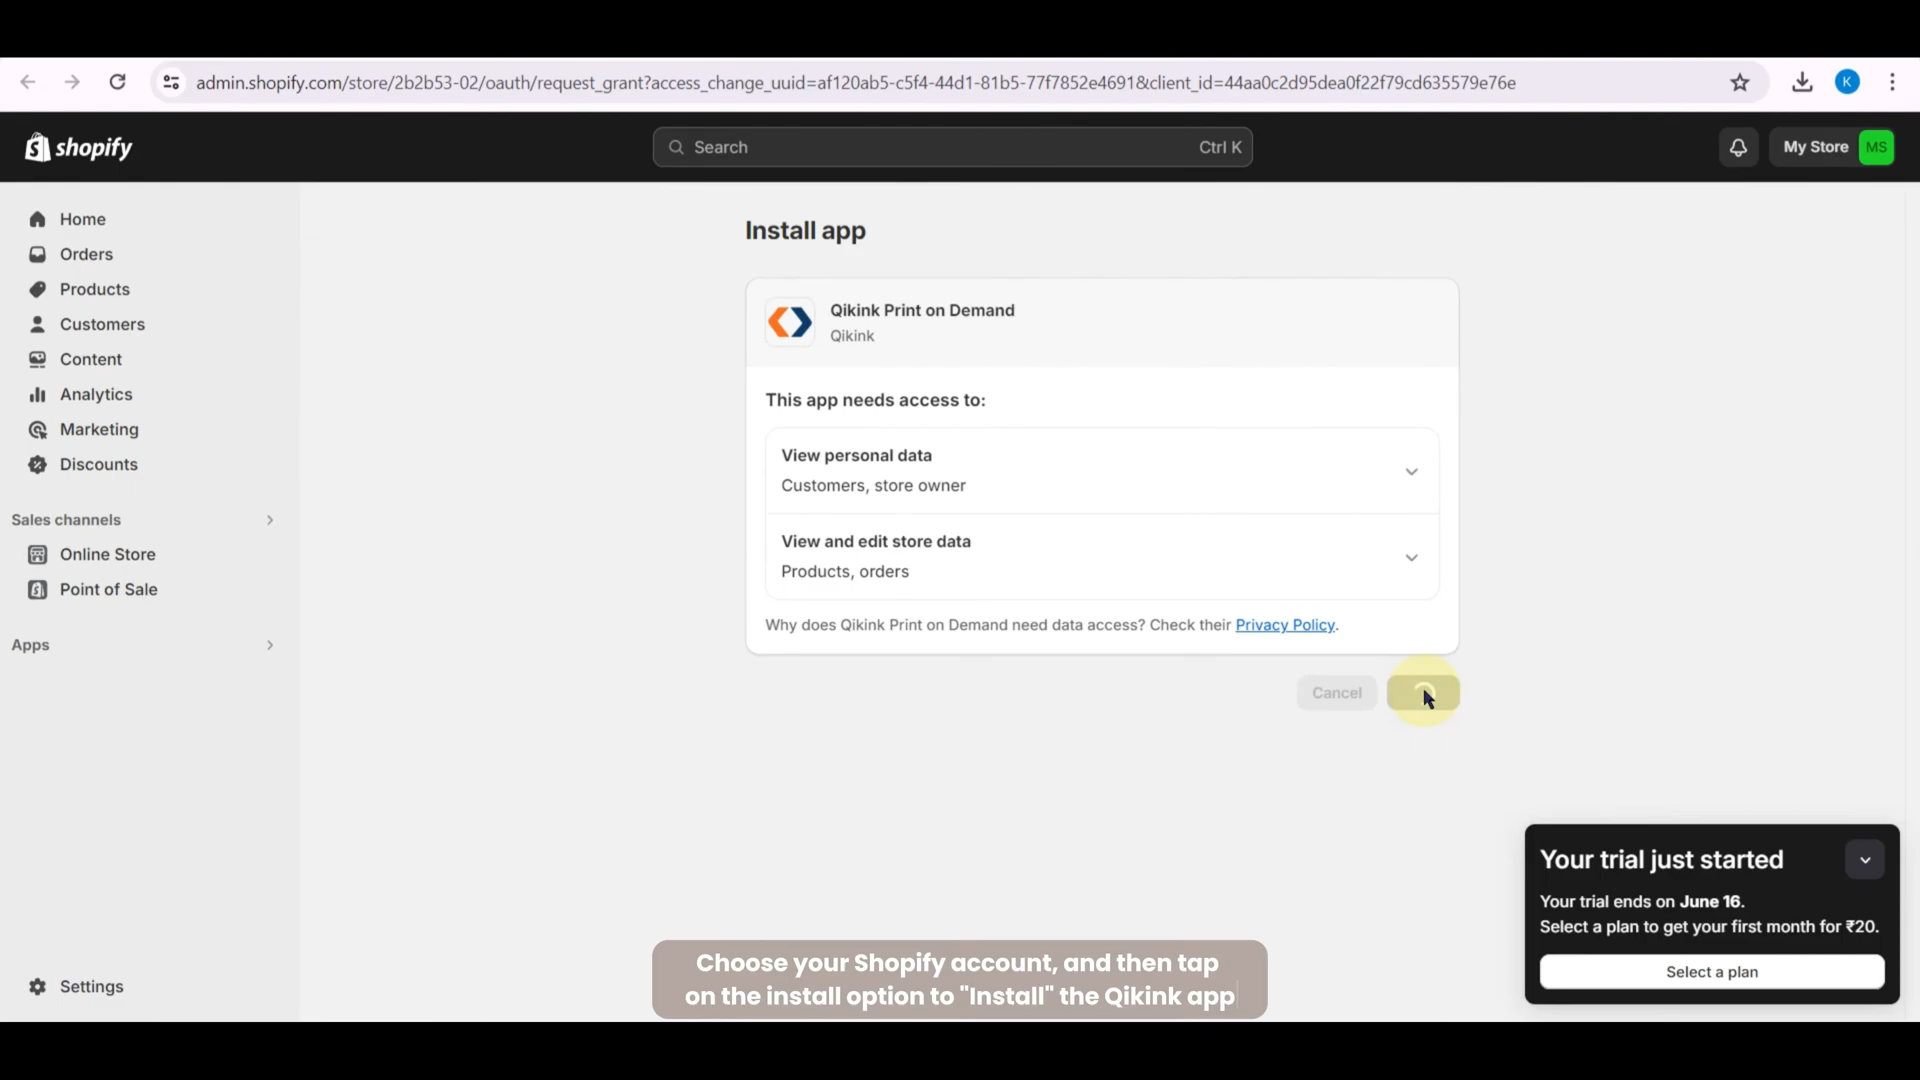 admin.shopify.com/store/2b2b53-02/oauth/request_grant?access_change_uuid=af120ab5-c5f4-44d1-81b5-77f7852e4691&client_id=44aa0c2d95dea0f22f79cd635579e76e
K
shopify
Search
Ctrl K
My Store
MS
Home
Orders
Products
Customers
Content
Analytics
Marketing
Discounts
Sales channels
Online Store
Point of Sale
Apps
Settings
Install app
Qikink Print on Demand
Qikink
This app needs access to:
View personal data
Customers, store owner
View and edit store data
Products, orders
Why does Qikink Print on Demand need data access? Check their Privacy Policy.
Cancel
Your trial just started
Your trial ends on June 16.
Select a plan to get your first month for ₹20.
Select a plan
Choose your Shopify account, and then tap
on the install option to "Install" the Qikink app